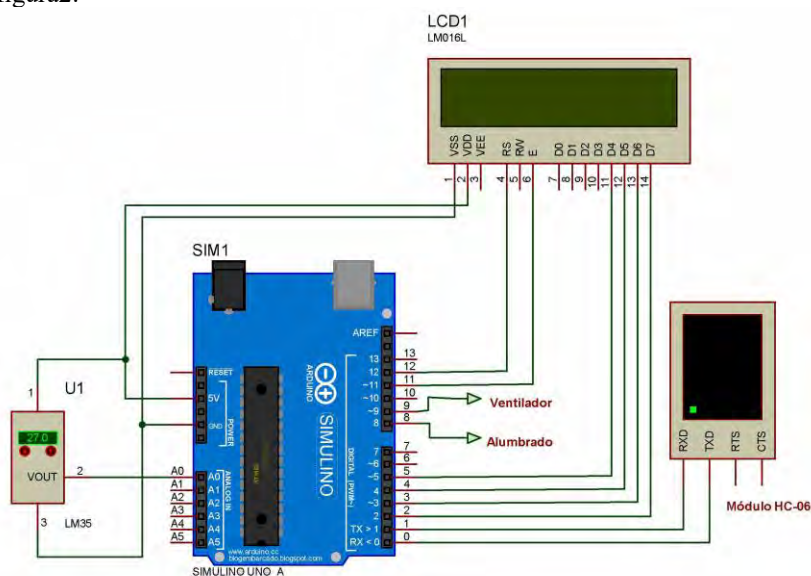 figura2.
LCD1
LM016L
VSS
VDD
VEE
RS
RW
E
D0
D1
D2
D3
D4
D5
D6
D7
1
2
3
4
5
6
7
8
9
10
11
12
13
14
SIM1
AREF
RESET
5V
POWER
GND
13
12
~11
~10
~9
8
13
12
11
10
9
8
Ventilador
Alumbrado
ARDUINO
SIMULINO
DIGITAL (PWM~)
7
~6
~5
4
~3
2
TX > 1
RX < 0
7
6
5
4
3
2
1
0
ANALOG IN
A0
A1
A2
A3
A4
A5
A0
A1
A2
A3
A4
A5
www.arduino.cc
blogembarcado.blogspot.com
SIMULINO UNO A
U1
1
27.0
VOUT
2
3
LM35
RXD
TXD
RTS
CTS
Módulo HC-06